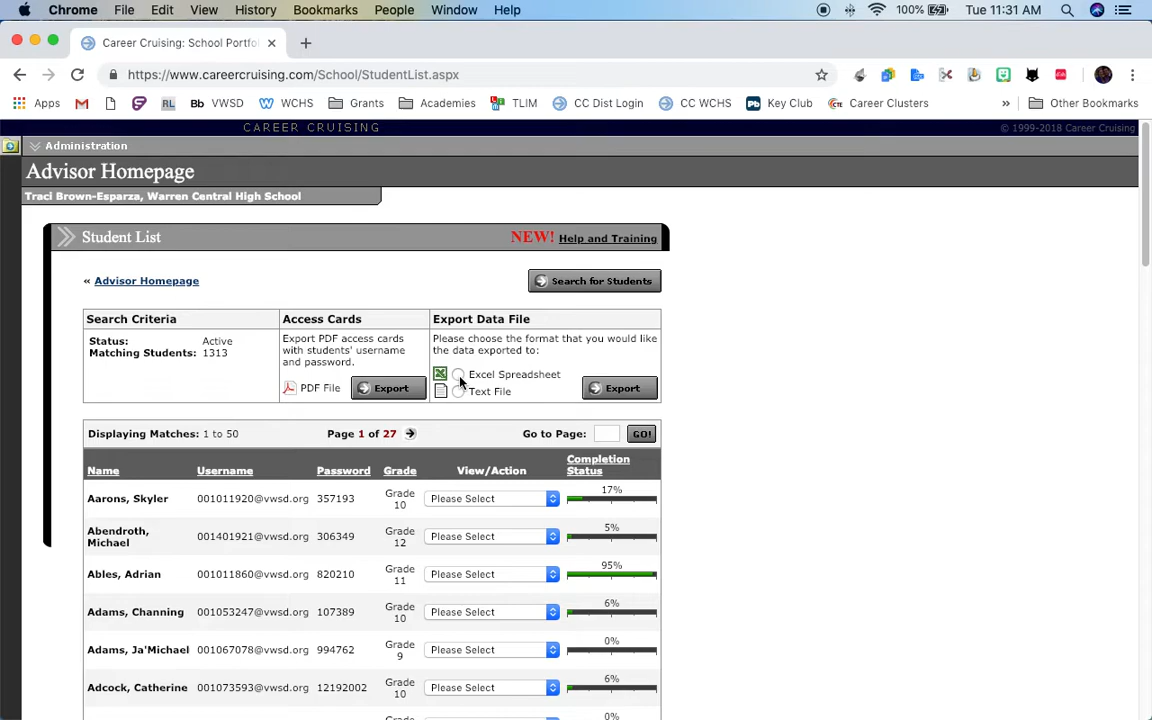 Chrome File Edit View History Bookmarks People Window Help 100% Tue 11:31 AM
Career Cruising: School Portfo
https://www.careercruising.com/School/StudentList.aspx
Apps RL Bb VWSD WCHS Grants Academies TLIM CC Dist Login CC WCHS Pb Key Club Career Clusters » Other Bookmarks
CAREER CRUISING © 1999-2018 Career Cruising
Administration
Advisor Homepage
Traci Brown-Esparza, Warren Central High School
Student List NEW! Help and Training
« Advisor Homepage Search for Students
Search Criteria Access Cards Export Data File
Status: Active
Matching Students: 1313
Export PDF access cards
with students' username
and password.
PDF File Export
Please choose the format that you would like
the data exported to:
Excel Spreadsheet
Text File
Export
Displaying Matches: 1 to 50 Page 1 of 27 Go to Page: GO!
Name Username Password Grade View/Action Completion Status
Aarons, Skyler 001011920@vwsd.org 357193 Grade 10 Please Select 17%
Abendroth, Michael 001401921@vwsd.org 306349 Grade 12 Please Select 5%
Ables, Adrian 001011860@vwsd.org 820210 Grade 11 Please Select 95%
Adams, Channing 001053247@vwsd.org 107389 Grade 10 Please Select 6%
Adams, Ja'Michael 001067078@vwsd.org 994762 Grade 9 Please Select 0%
Adcock, Catherine 001073593@vwsd.org 12192002 Grade 10 Please Select 6%
Grade 0%